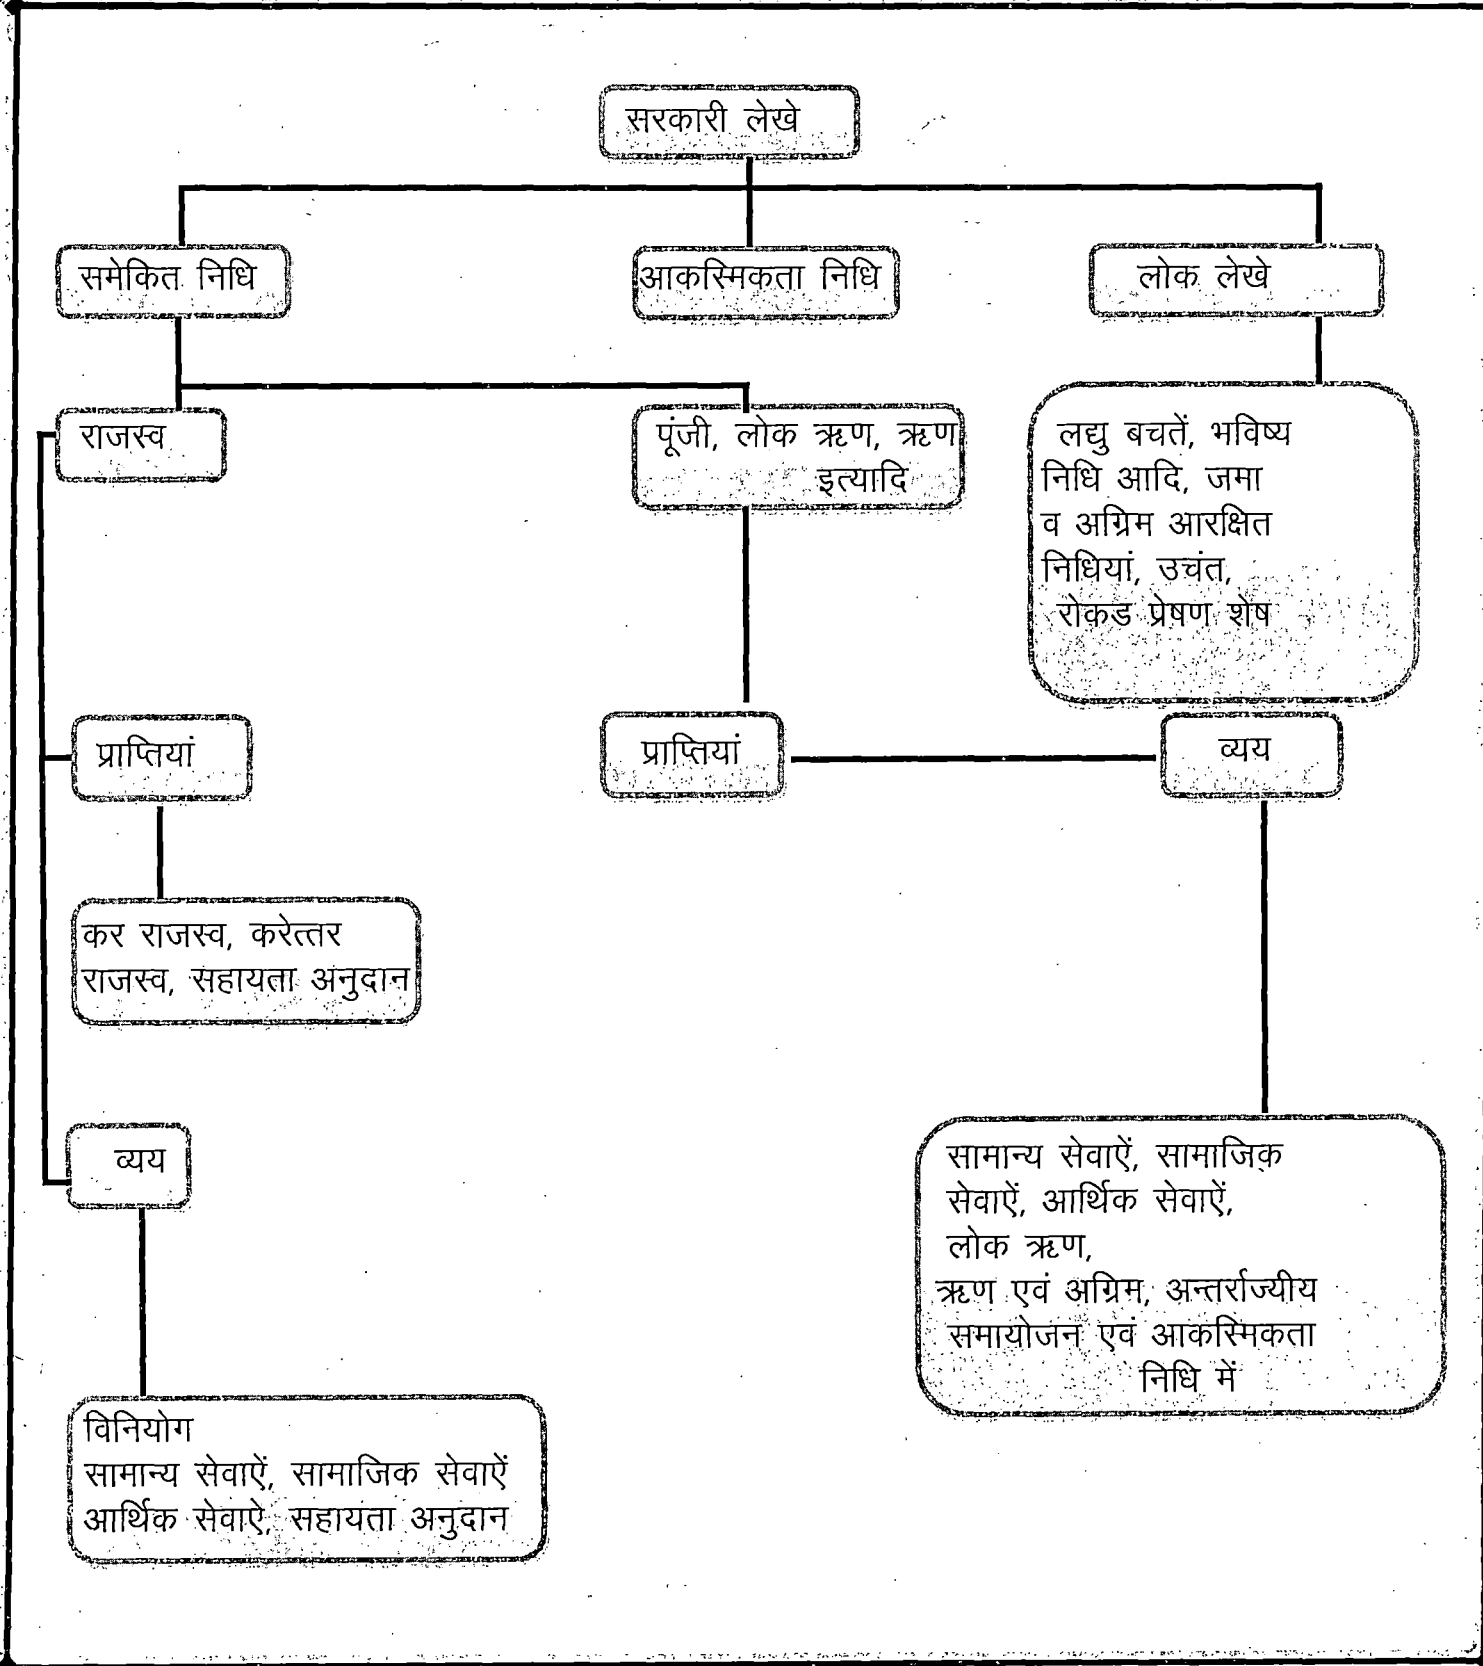 सरकारी लेखे
समेकित निधि
आकस्मिकता निधि
लोक लेखे
राजस्व
पूंजी, लोक ऋण, ऋण
इत्यादि
लद्यु बचतें, भविष्य
निधि आदि, जमा
व अग्रिम आरक्षित
निधियां, उचंत,
रोकड प्रेषण शेष
प्राप्तियां
प्राप्तियां
व्यय
कर राजस्व, करेत्तर
राजस्व, सहायता अनुदान
व्यय
सामान्य सेवाऐं, सामाजिक
सेवाऐं, आर्थिक सेवाऐं,
लोक ऋण,
ऋण एवं अग्रिम, अन्तर्राज्यीय
समायोजन एवं आकस्मिकता
निधि में
विनियोग
सामान्य सेवाऐं, सामाजिक सेवाऐं
आर्थिक सेवाऐ, सहायता अनुदान